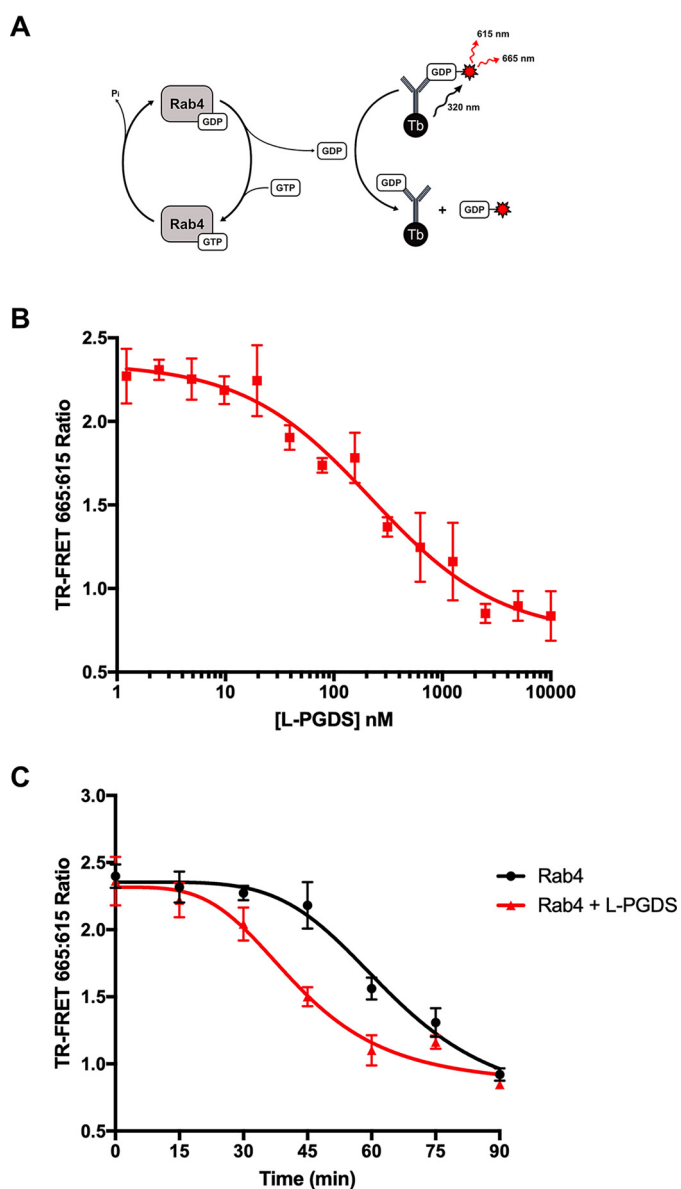 A
615 nm
665 nm
GDP
320 nm
Tb
Pi
Rab4
GDP
GDP
GTP
Rab4
GTP
GDP
Tb
+
GDP
B
2.5
2.0
1.5
1.0
0.5
TR-FRET 665:615 Ratio
1 10 100 1000 10000
[L-PGDS] nM
C
3.0
2.5
2.0
1.5
1.0
0.5
TR-FRET 665:615 Ratio
Rab4
Rab4 + L-PGDS
0 15 30 45 60 75 90
Time (min)